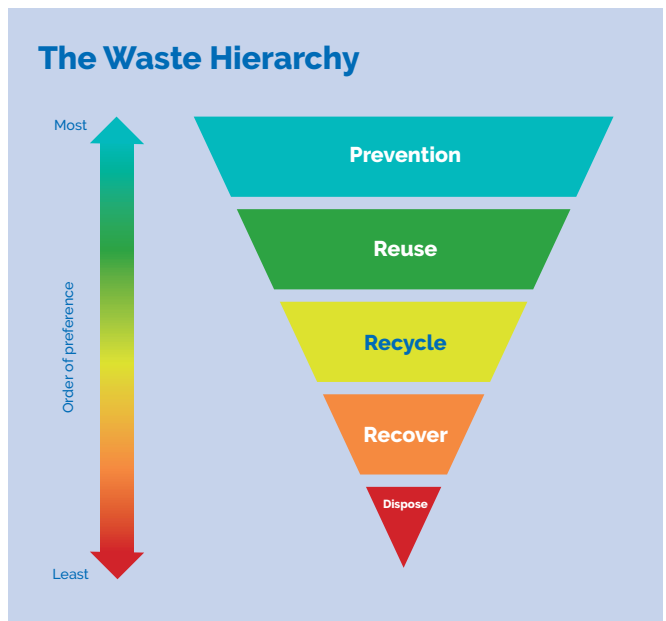 The Waste Hierarchy
Most
Order of preference
Least
Prevention
Reuse
Recycle
Recover
Dispose